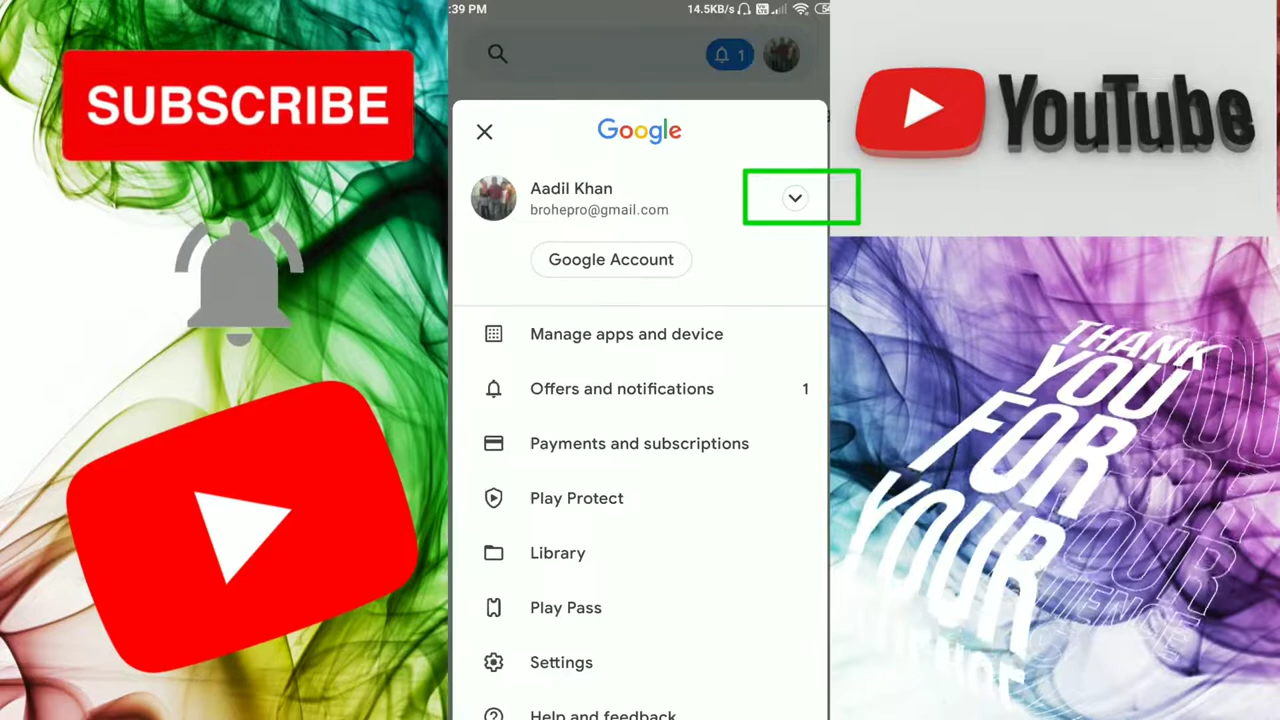 SUBSCRIBE
:39 PM
14.5KB/s
1
Google
Aadil Khan
brohepro@gmail.com
Google Account
Manage apps and device
Offers and notifications 1
Payments and subscriptions
Play Protect
Library
Play Pass
Settings
Help and feedback
YouTube
THANK
YOU
FOR
YOUR